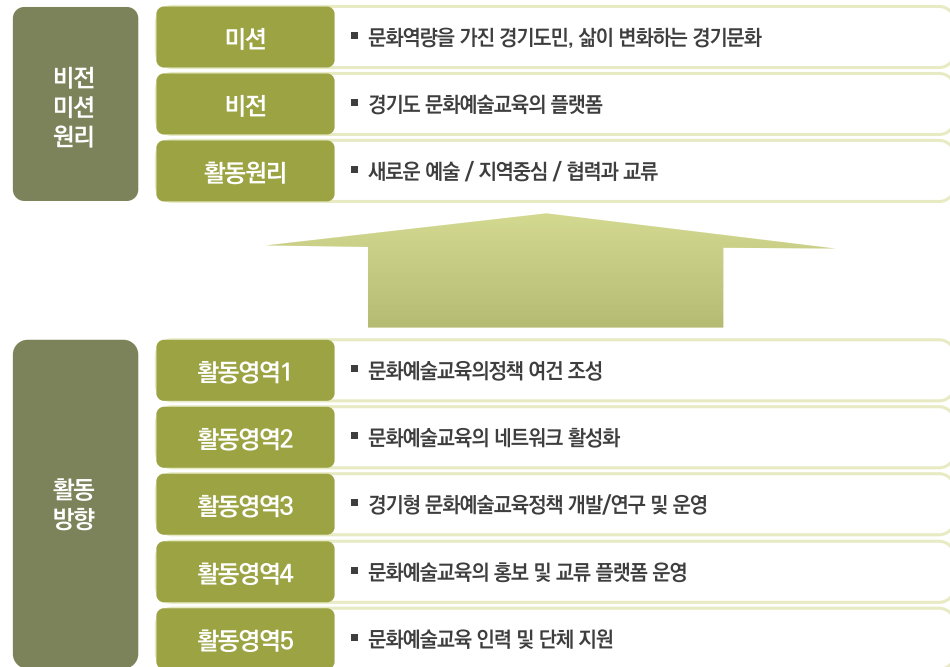 비전
미션
원리
미션
▪ 문화역량을 가진 경기도민, 삶이 변화하는 경기문화
비전
▪ 경기도 문화예술교육의 플랫폼
활동원리
▪ 새로운 예술 / 지역중심 / 협력과 교류
활동
방향
활동영역1
▪ 문화예술교육의정책 여건 조성
활동영역2
▪ 문화예술교육의 네트워크 활성화
활동영역3
▪ 경기형 문화예술교육정책 개발/연구 및 운영
활동영역4
▪ 문화예술교육의 홍보 및 교류 플랫폼 운영
활동영역5
▪ 문화예술교육 인력 및 단체 지원